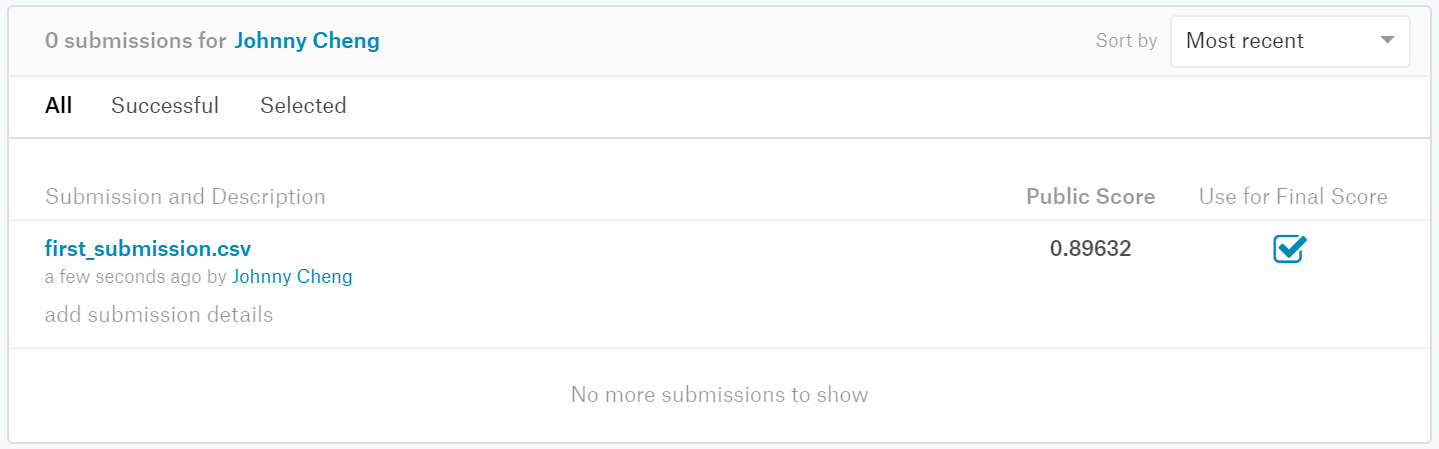 0 submissions for Johnny Cheng
Sort by Most recent
All Successful Selected
Submission and Description Public Score Use for Final Score
first_submission.csv 0.89632
a few seconds ago by Johnny Cheng
add submission details
No more submissions to show